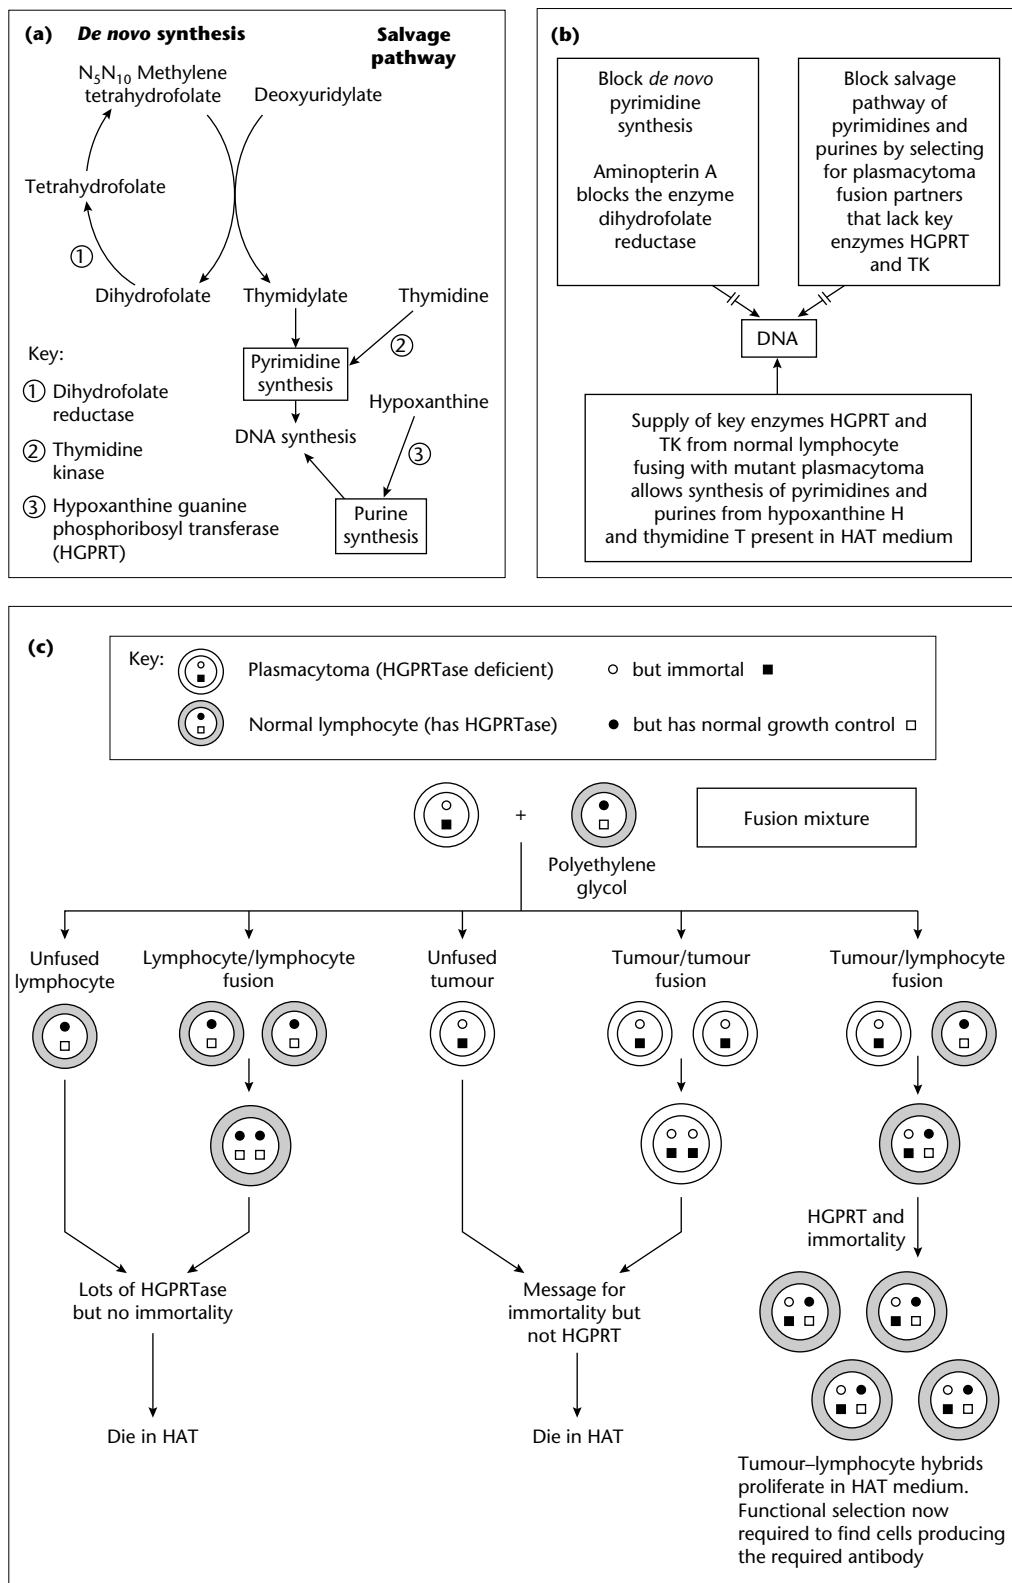 (a) De novo synthesis
Salvage
pathway
N₅N₁₀ Methylene
tetrahydrofolate
Deoxyuridylate
Tetrahydrofolate
①
Dihydrofolate
Thymidylate
Thymidine
②
Pyrimidine
synthesis
Hypoxanthine
DNA synthesis
③
Purine
synthesis
Key:
① Dihydrofolate
reductase
② Thymidine
kinase
③ Hypoxanthine guanine
phosphoribosyl transferase
(HGPRT)
(b)
Block de novo
pyrimidine
synthesis
Aminopterin A
blocks the enzyme
dihydrofolate
reductase
Block salvage
pathway of
pyrimidines and
purines by selecting
for plasmacytoma
fusion partners
that lack key
enzymes HGPRT
and TK
DNA
Supply of key enzymes HGPRT and
TK from normal lymphocyte
fusing with mutant plasmacytoma
allows synthesis of pyrimidines and
purines from hypoxanthine H
and thymidine T present in HAT medium
(c)
Key:
Plasmacytoma (HGPRTase deficient)
but immortal
Normal lymphocyte (has HGPRTase)
but has normal growth control
+
Polyethylene
glycol
Fusion mixture
Unfused
lymphocyte
Lymphocyte/lymphocyte
fusion
Unfused
tumour
Tumour/tumour
fusion
Tumour/lymphocyte
fusion
HGPRT and
immortality
Lots of HGPRTase
but no immortality
Message for
immortality but
not HGPRT
Die in HAT
Die in HAT
Tumour–lymphocyte hybrids
proliferate in HAT medium.
Functional selection now
required to find cells producing
the required antibody